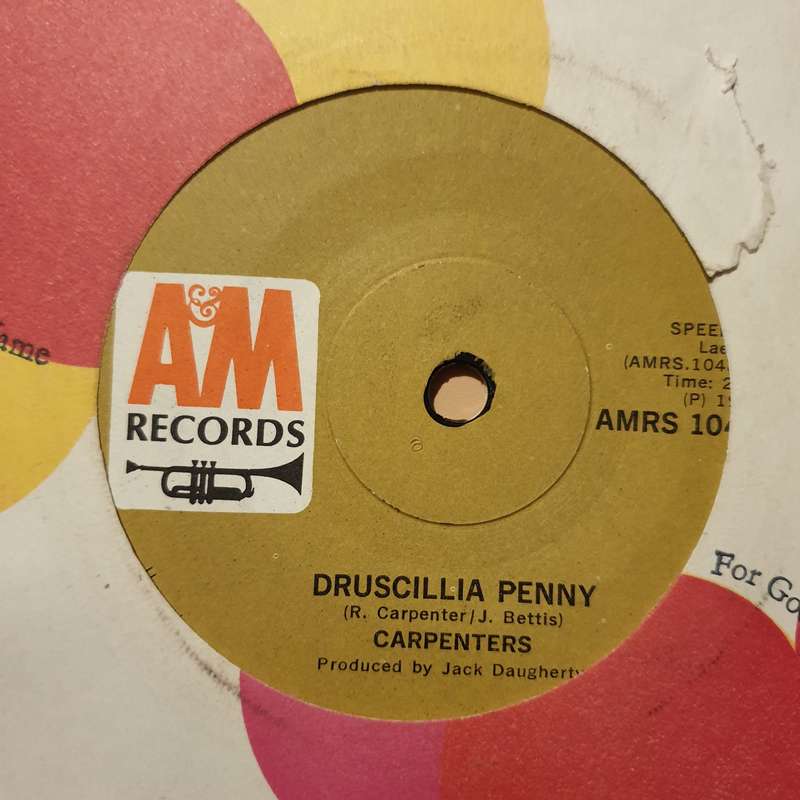 A&M
RECORDS
SPEE
Lae
(AMRS.104
Time: 2
(P) 1
AMRS 104
DRUSCILLIA PENNY
(R. Carpenter/J. Bettis)
CARPENTERS
Produced by Jack Daugherty
ame
For Go